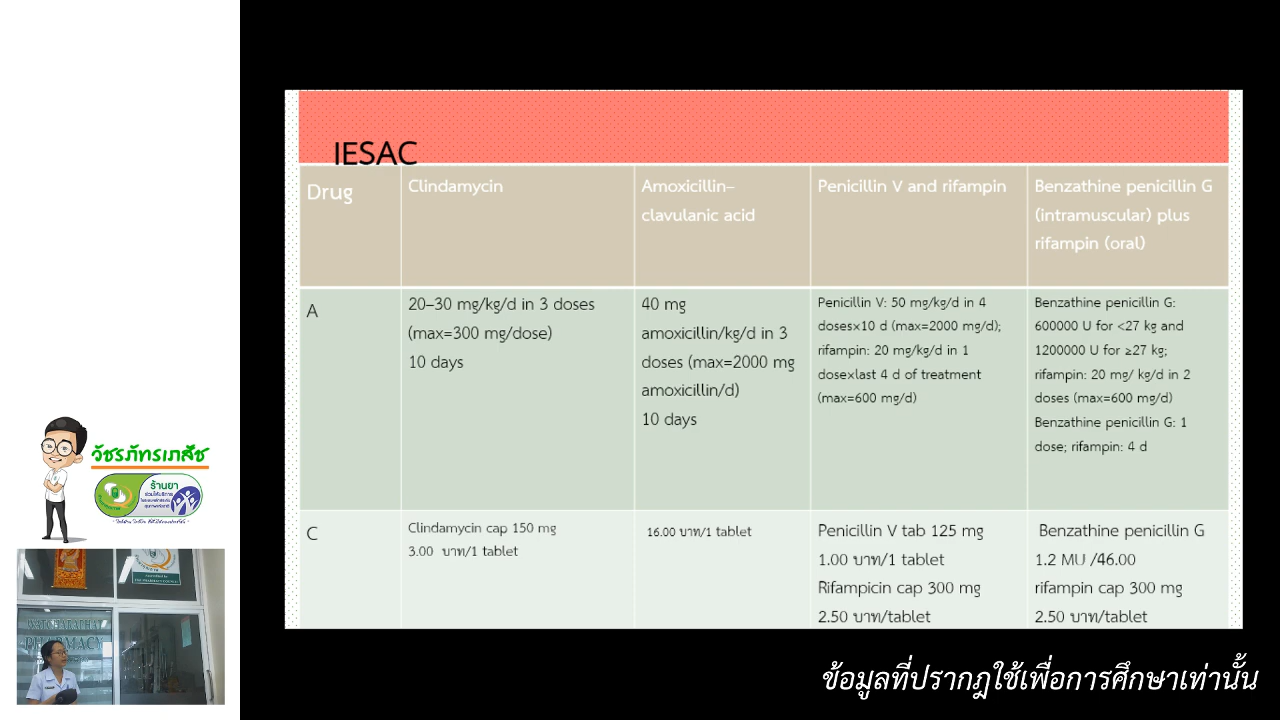 IESAC
Drug
Clindamycin
Amoxicillin–
clavulanic acid
Penicillin V and rifampin
Benzathine penicillin G
(intramuscular) plus
rifampin (oral)
A
20–30 mg/kg/d in 3 doses
(max=300 mg/dose)
10 days
40 mg
amoxicillin/kg/d in 3
doses (max=2000 mg
amoxicillin/d)
10 days
Penicillin V: 50 mg/kg/d in 4
doses×10 d (max=2000 mg/d);
rifampin: 20 mg/kg/d in 1
dose×last 4 d of treatment
(max=600 mg/d)
Benzathine penicillin G:
600000 U for <27 kg and
1200000 U for ≥27 kg;
rifampin: 20 mg/ kg/d in 2
doses (max=600 mg/d)
Benzathine penicillin G: 1
dose; rifampin: 4 d
C
Clindamycin cap 150 mg
3.00 บาท/1 tablet
16.00 บาท/1 tablet
Penicillin V tab 125 mg
1.00 บาท/1 tablet
Rifampicin cap 300 mg
2.50 บาท/tablet
Benzathine penicillin G
1.2 MU /46.00
rifampin cap 300 mg
2.50 บาท/tablet
วัชรภัทรเภสัช
ร้านยา
PHARMACY
ข้อมูลที่ปรากฎใช้เพื่อการศึกษาเท่านั้น